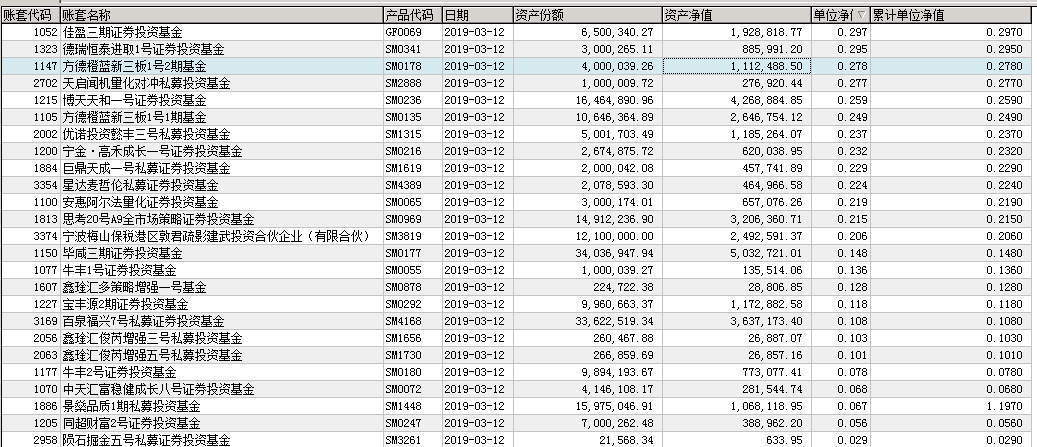 账套代码 账套名称 产品代码 日期 资产份额 资产净值 单位净值 累计单位净值
1052 佳盈三期证券投资基金 GF0069 2019-03-12 6,500,340.27 1,928,818.77 0.297 0.2970
1323 德瑞恒泰进取1号证券投资基金 SM0341 2019-03-12 3,000,265.11 885,991.20 0.295 0.2950
1147 方德橙蓝新三板1号2期基金 SM0178 2019-03-12 4,000,039.26 1,112,488.50 0.278 0.2780
2702 天启闻机量化对冲私募投资基金 SM2888 2019-03-12 1,000,009.72 276,920.44 0.277 0.2770
1215 博天天和一号证券投资基金 SM0236 2019-03-12 16,464,890.96 4,268,884.85 0.259 0.2590
1105 方德橙蓝新三板1号1期基金 SM0135 2019-03-12 10,646,364.89 2,646,754.12 0.249 0.2490
2002 优诺投资懿丰三号私募投资基金 SM1315 2019-03-12 5,001,703.49 1,185,264.07 0.237 0.2370
1200 宁金·高禾成长一号证券投资基金 SM0216 2019-03-12 2,674,875.72 620,038.95 0.232 0.2320
1884 巨鼎天成一号私募证券投资基金 SM1619 2019-03-12 2,000,042.08 457,741.89 0.229 0.2290
3354 星达麦哲伦私募证券投资基金 SM4389 2019-03-12 2,078,593.30 464,966.58 0.224 0.2240
1100 安惠阿尔法量化证券投资基金 SM0065 2019-03-12 3,000,174.01 657,076.26 0.219 0.2190
1813 思考20号A9全市场策略证券投资基金 SM0969 2019-03-12 14,912,236.90 3,206,360.71 0.215 0.2150
3374 宁波梅山保税港区敦君疏影建武投资合伙企业（有限合伙） SM3819 2019-03-12 12,100,000.00 2,492,591.37 0.206 0.2060
1150 毕咸三期证券投资基金 SM0177 2019-03-12 34,036,947.94 5,032,721.01 0.148 0.1480
1077 牛丰1号证券投资基金 SM0055 2019-03-12 1,000,039.27 135,514.06 0.136 0.1360
1607 鑫琻汇多策略增强一号基金 SM0878 2019-03-12 224,722.38 28,806.85 0.128 0.1280
1227 宝丰源2期证券投资基金 SM0292 2019-03-12 9,960,663.37 1,172,882.58 0.118 0.1180
3169 百泉福兴7号私募证券投资基金 SM4168 2019-03-12 33,622,519.34 3,637,173.40 0.108 0.1080
2056 鑫琻汇俊芮增强三号私募投资基金 SM1656 2019-03-12 260,467.88 26,887.07 0.103 0.1030
2063 鑫琻汇俊芮增强五号私募投资基金 SM1730 2019-03-12 266,859.69 26,857.16 0.101 0.1010
1177 牛丰2号证券投资基金 SM0180 2019-03-12 9,894,193.67 773,077.41 0.078 0.0780
1070 中天汇富稳健成长八号证券投资基金 SM0072 2019-03-12 4,146,108.17 281,544.74 0.068 0.0680
1886 景燊品质1期私募投资基金 SM1448 2019-03-12 15,975,046.91 1,068,118.95 0.067 1.1970
1205 同超财富2号证券投资基金 SM0247 2019-03-12 7,000,262.48 388,962.20 0.056 0.0560
2958 陨石掘金五号私募证券投资基金 SM3261 2019-03-12 21,568.34 633.95 0.029 0.0290